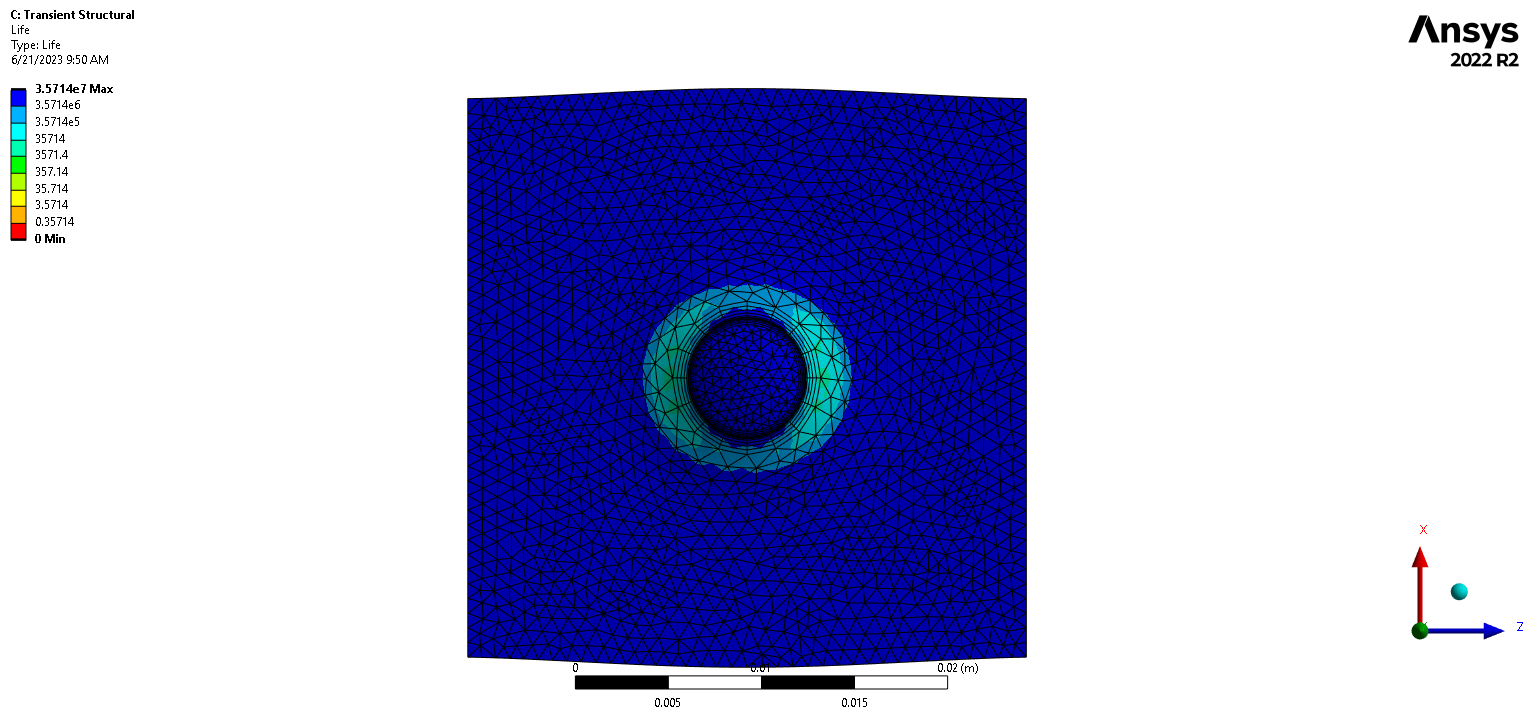 C: Transient Structural
Life
Type: Life
6/21/2023 9:50 AM
3.5714e7 Max
3.5714e6
3.5714e5
35714
3571.4
357.14
35.714
3.5714
0.35714
0 Min
Ansys
2022 R2
X
Z
0
0.01
0.02 (m)
0.005
0.015